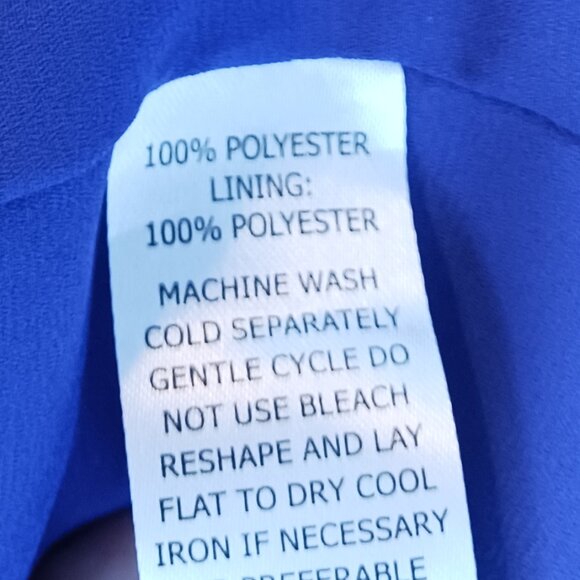 100% POLYESTER
LINING:
100% POLYESTER
MACHINE WASH
COLD SEPARATELY
GENTLE CYCLE DO
NOT USE BLEACH
RESHAPE AND LAY
FLAT TO DRY COOL
IRON IF NECESSARY
PREFERABLE